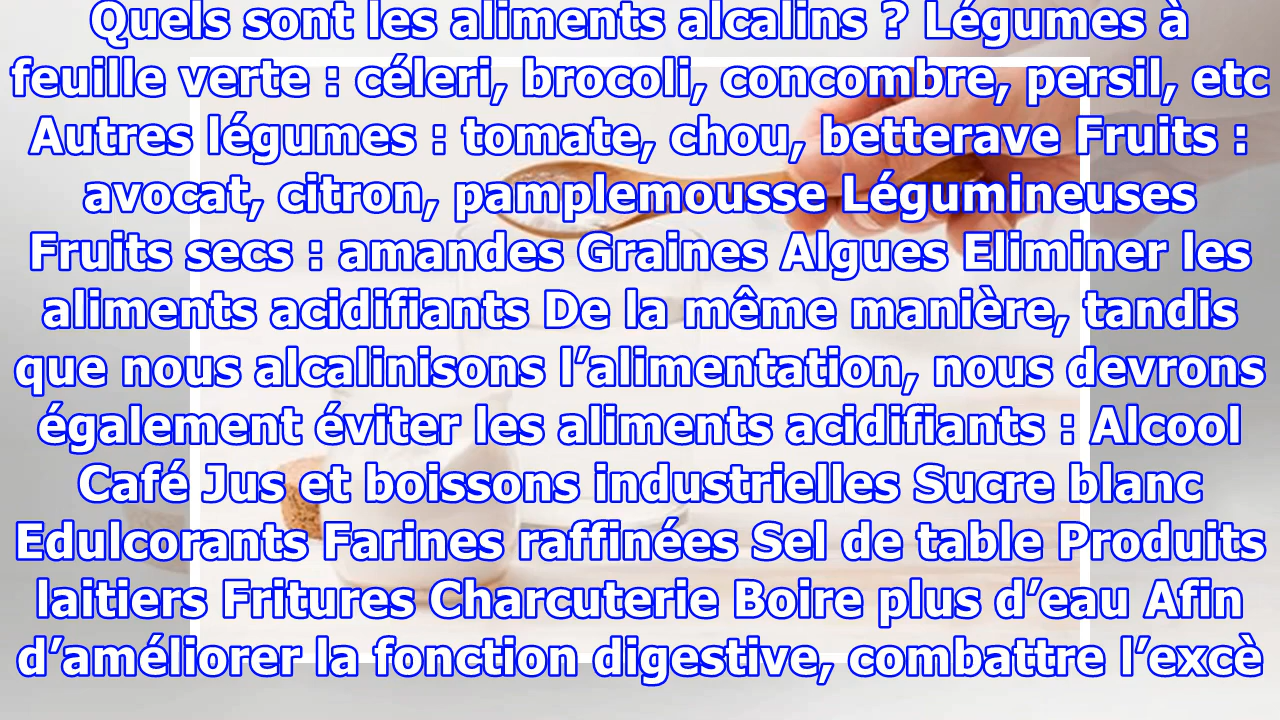 Quels sont les aliments alcalins ? Légumes à
feuille verte : céleri, brocoli, concombre, persil, etc
Autres légumes : tomate, chou, betterave Fruits :
avocat, citron, pamplemousse Légumineuses
Fruits secs : amandes Graines Algues Eliminer les
aliments acidifiants De la même manière, tandis
que nous alcalinisons l’alimentation, nous devrons
également éviter les aliments acidifiants : Alcool
Café Jus et boissons industrielles Sucre blanc
Edulcorants Farines raffinées Sel de table Produits
laitiers Fritures Charcuterie Boire plus d’eau Afin
d’améliorer la fonction digestive, combattre l’excè